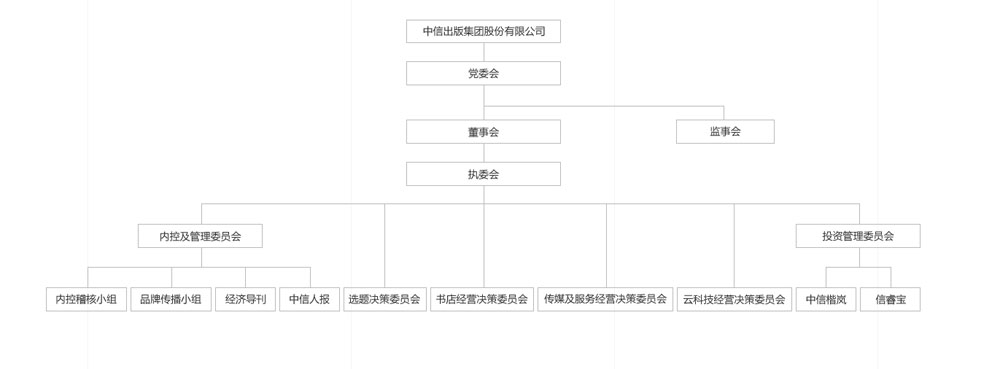 中信出版集团股份有限公司
党委会
董事会
监事会
执委会
内控及管理委员会
投资管理委员会
内控稽核小组
品牌传播小组
经济导刊
中信人报
选题决策委员会
书店经营决策委员会
传媒及服务经营决策委员会
云科技经营决策委员会
中信楷岚
信睿宝